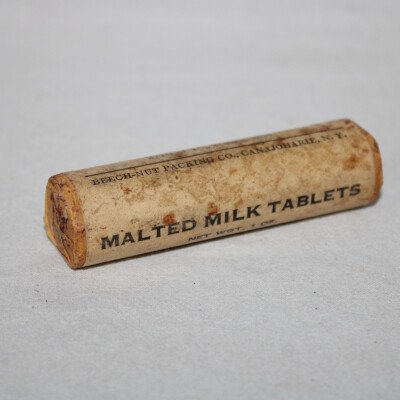 BEECH-NUT PACKING CO., CANAJOHARIE, N. Y.
MALTED MILK TABLETS
NET WGT. 1 OZ.